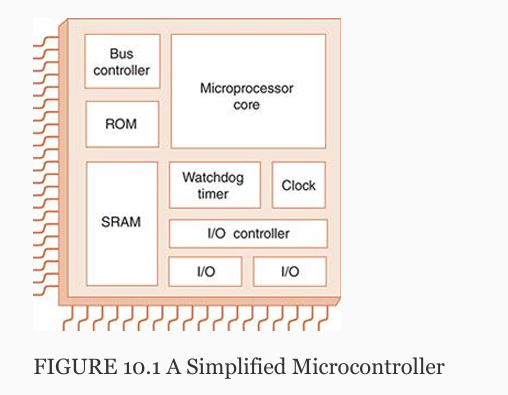 Bus
controller
Microprocessor
core
ROM
SRAM
Watchdog
timer
Clock
I/O controller
I/O
I/O
FIGURE 10.1 A Simplified Microcontroller